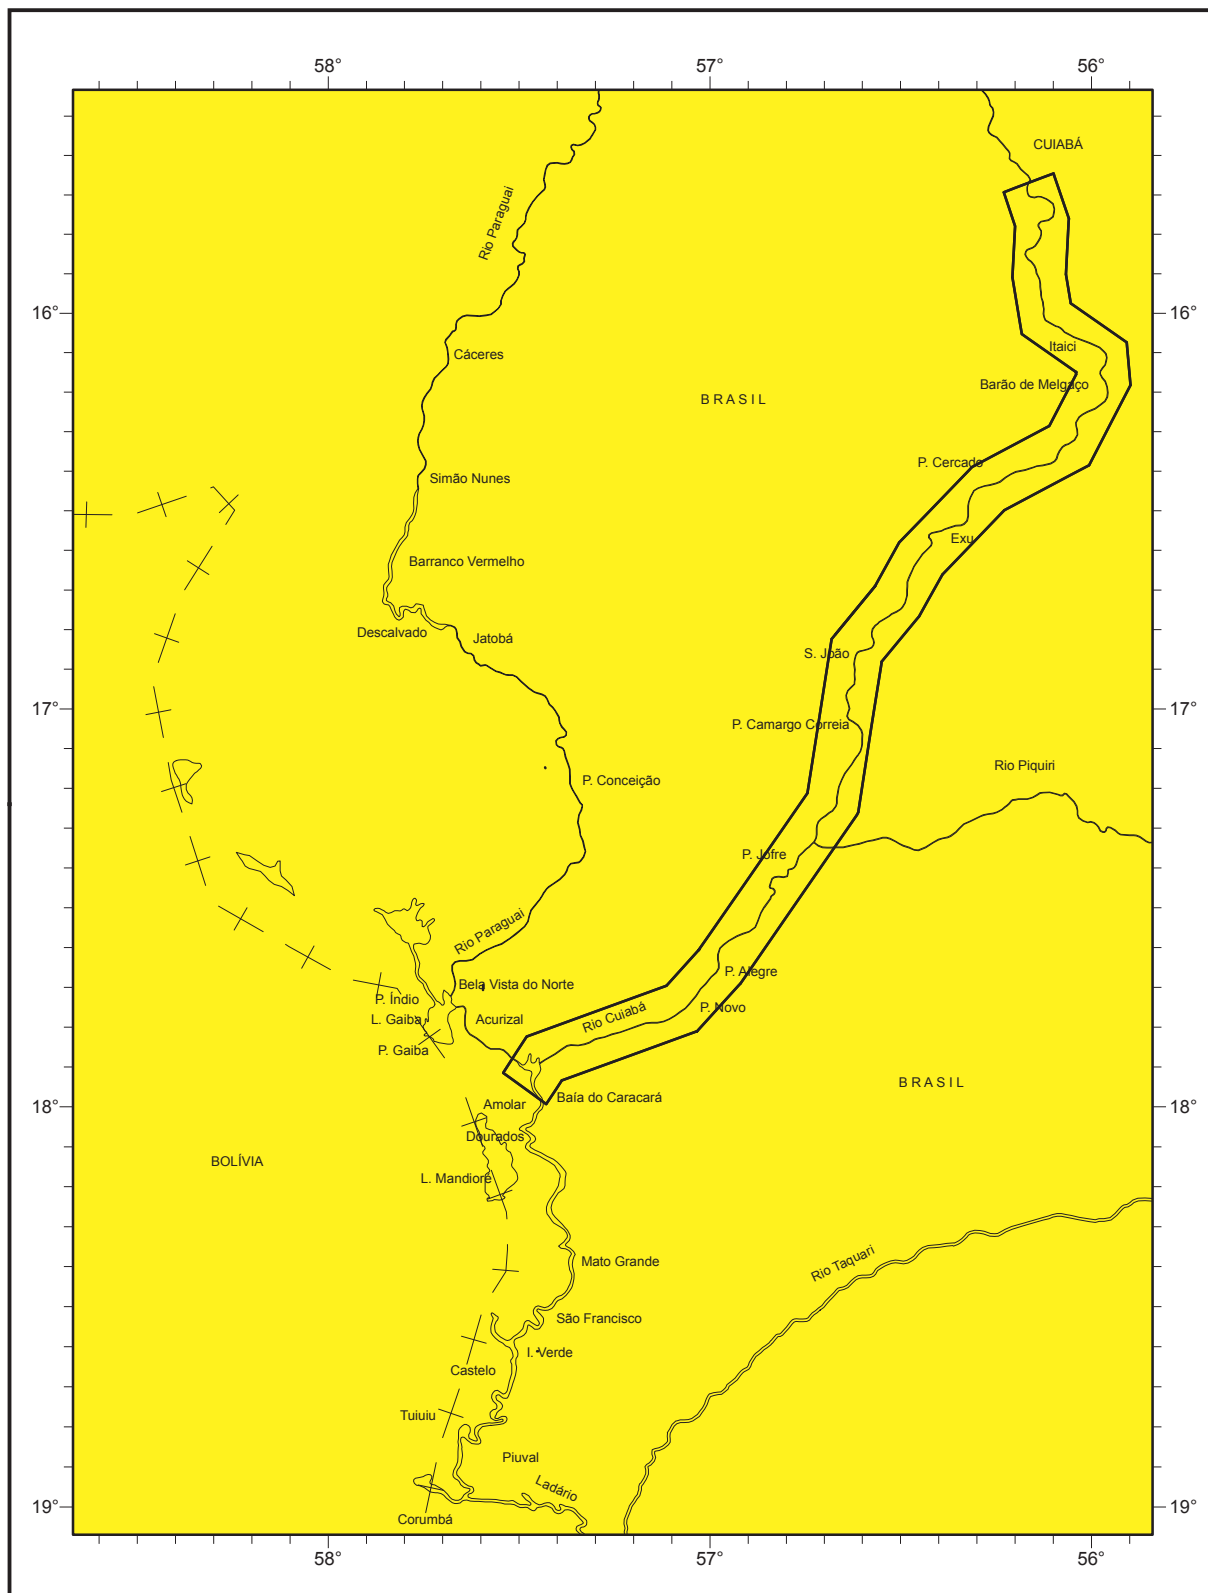 58°
57°
56°
CUIABÁ
Rio Paraguai
16°
16°
Itaici
Cáceres
Barão de Melgaço
BRASIL
P. Cercado
Simão Nunes
Exu
Barranco Vermelho
Descalvado
Jatobá
S. João
17°
17°
P. Camargo Correia
Rio Piquiri
P. Conceição
P. Jofre
Rio Paraguai
P. Alegre
Bela Vista do Norte
P. Índio
P. Novo
L. Gaiba
Acurizal
Rio Cuiabá
P. Gaiba
BRASIL
Baía do Caracará
Amolar
18°
18°
Dourados
BOLÍVIA
L. Mandioré
Mato Grande
Rio Taquari
São Francisco
I. Verde
Castelo
Tuiuiu
Piuval
Ladário
19°
19°
Corumbá
58°
57°
56°